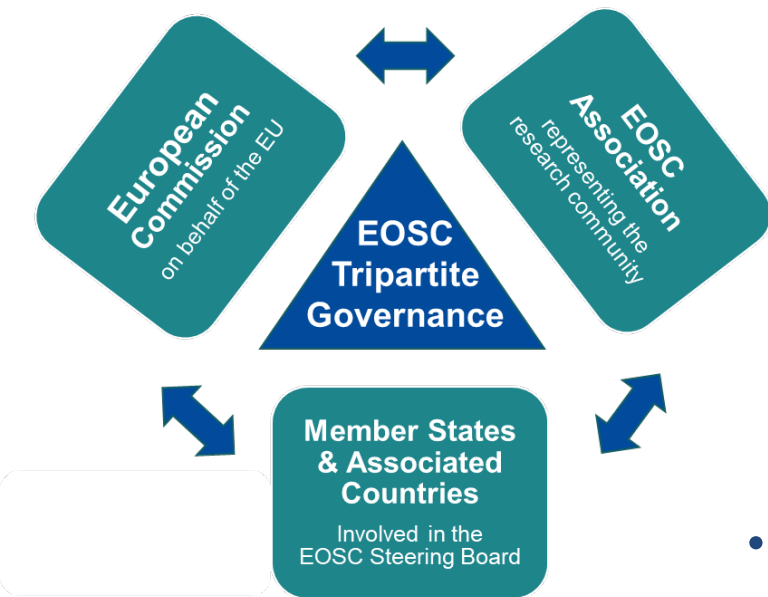 European
Commission
on behalf of the EU
EOSC
Association
representing the
research community
EOSC
Tripartite
Governance
Member States
& Associated
Countries
Involved in the
EOSC Steering Board